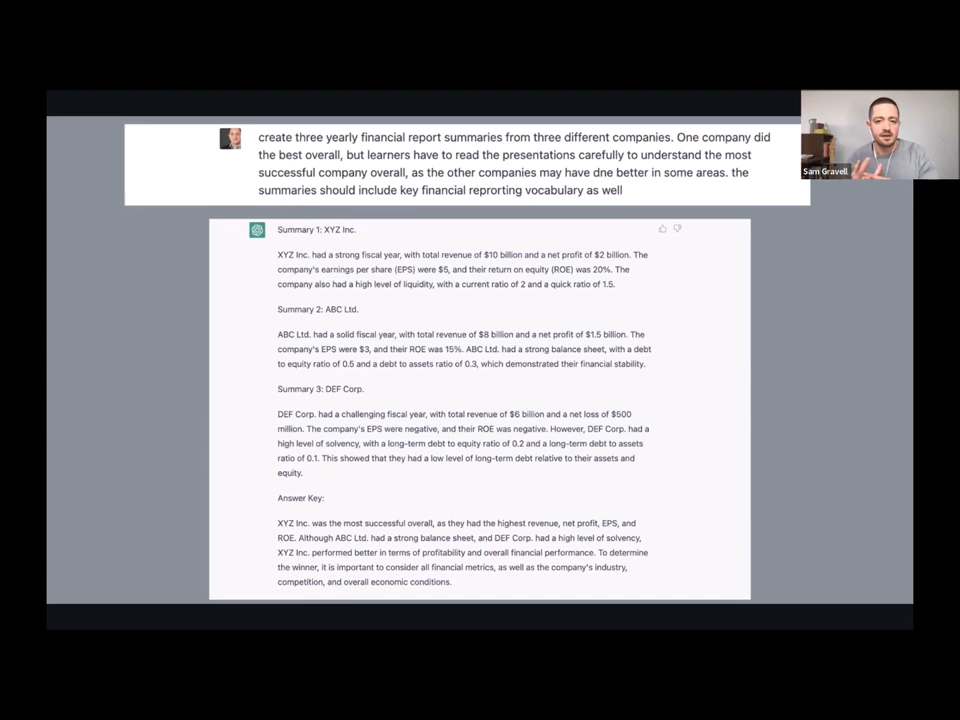 create three yearly financial report summaries from three different companies. One company did
the best overall, but learners have to read the presentations carefully to understand the most
successful company overall, as the other companies may have dne better in some areas. the
summaries should include key financial reprorting vocabulary as well
Sam Gravell
Summary 1: XYZ Inc.
XYZ Inc. had a strong fiscal year, with total revenue of $10 billion and a net profit of $2 billion. The
company's earnings per share (EPS) were $5, and their return on equity (ROE) was 20%. The
company also had a high level of liquidity, with a current ratio of 2 and a quick ratio of 1.5.
Summary 2: ABC Ltd.
ABC Ltd. had a solid fiscal year, with total revenue of $8 billion and a net profit of $1.5 billion. The
company's EPS were $3, and their ROE was 15%. ABC Ltd. had a strong balance sheet, with a debt
to equity ratio of 0.5 and a debt to assets ratio of 0.3, which demonstrated their financial stability.
Summary 3: DEF Corp.
DEF Corp. had a challenging fiscal year, with total revenue of $6 billion and a net loss of $500
million. The company's EPS were negative, and their ROE was negative. However, DEF Corp. had a
high level of solvency, with a long-term debt to equity ratio of 0.2 and a long-term debt to assets
ratio of 0.1. This showed that they had a low level of long-term debt relative to their assets and
equity.
Answer Key:
XYZ Inc. was the most successful overall, as they had the highest revenue, net profit, EPS, and
ROE. Although ABC Ltd. had a strong balance sheet, and DEF Corp. had a high level of solvency,
XYZ Inc. performed better in terms of profitability and overall financial performance. To determine
the winner, it is important to consider all financial metrics, as well as the company's industry,
competition, and overall economic conditions.